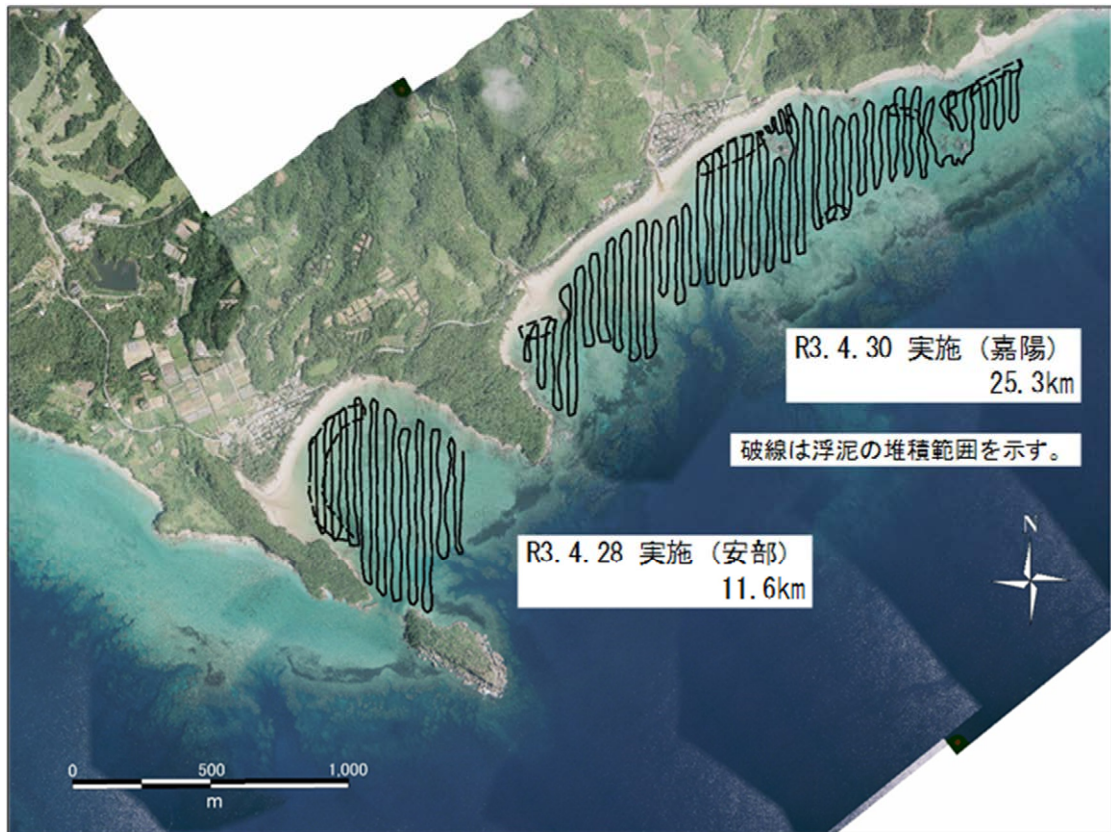 R3.4.30 実施（嘉陽）
25.3km
破線は浮泥の堆積範囲を示す。
N
R3.4.28 実施（安部）
11.6km
0 500 1,000
m